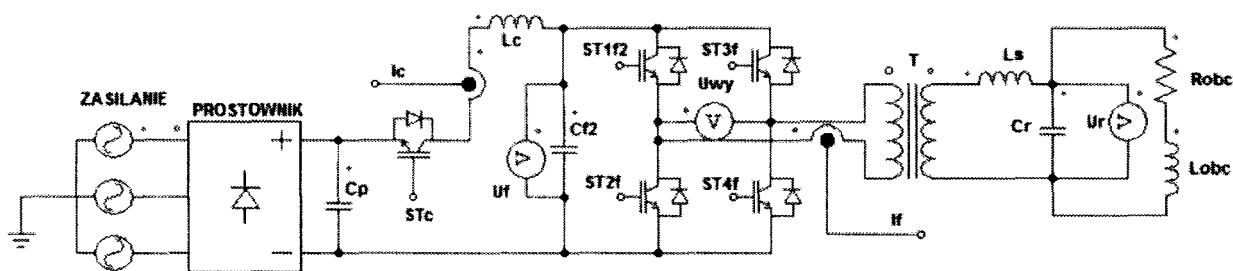 Lc
ST1f2
ST3f
Ic
Uwy
T
Ls
Robc
ZASILANIE
PROSTOWNIK
V
+
Cf2
V
Cr
Ur
V
Cp
Uf
STc
ST2f
ST4f
Lobc
If
−